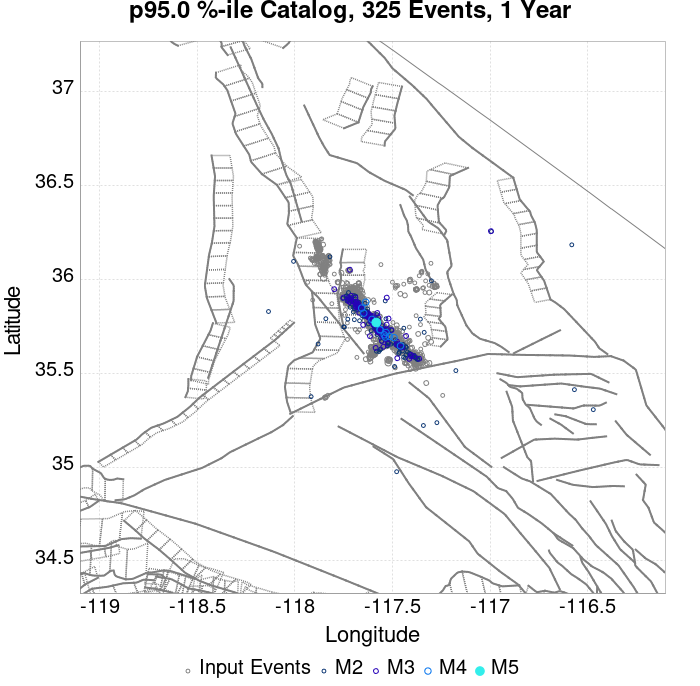 p95.0 %-ile Catalog, 325 Events, 1 Year
37
36.5
36
35.5
35
34.5
Latitude
-119 -118.5 -118 -117.5 -117 -116.5
Longitude
Input Events M2 M3 M4 M5